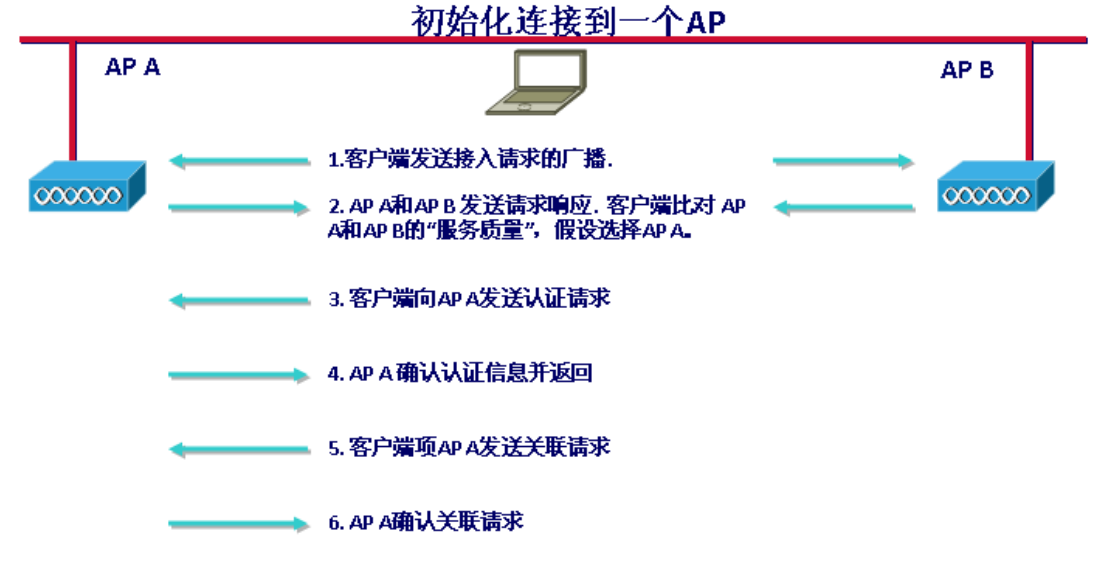 初始化连接到一个AP
AP A
AP B
1.客户端发送接入请求的广播.
2. AP A和AP B 发送请求响应. 客户端比对 AP
A和AP B的“服务质量”，假设选择AP A。
3. 客户端向AP A发送认证请求
4. AP A 确认认证信息并返回
5. 客户端项AP A发送关联请求
6. AP A确认关联请求